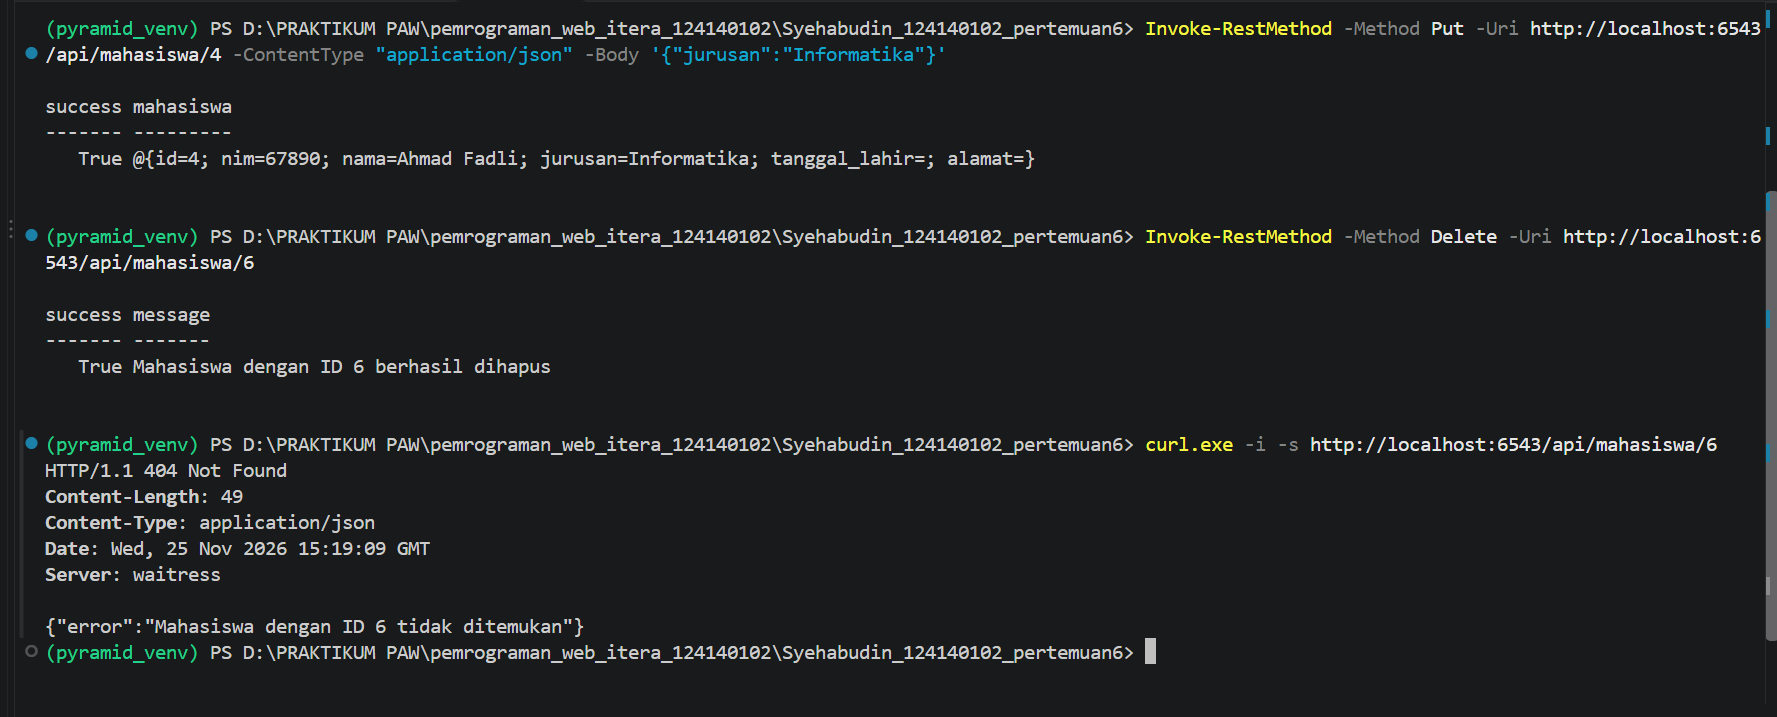 (pyramid_venv) PS D:\PRAKTIKUM PAW\pemrograman_web_itera_124140102\Syehabudin_124140102_pertemuan6> Invoke-RestMethod -Method Put -Uri http://localhost:6543
/api/mahasiswa/4 -ContentType "application/json" -Body '{"jurusan":"Informatika"}'
success mahasiswa
------- ---------
True @{id=4; nim=67890; nama=Ahmad Fadli; jurusan=Informatika; tanggal_lahir=; alamat=}
(pyramid_venv) PS D:\PRAKTIKUM PAW\pemrograman_web_itera_124140102\Syehabudin_124140102_pertemuan6> Invoke-RestMethod -Method Delete -Uri http://localhost:6
543/api/mahasiswa/6
success message
------- -------
True Mahasiswa dengan ID 6 berhasil dihapus
(pyramid_venv) PS D:\PRAKTIKUM PAW\pemrograman_web_itera_124140102\Syehabudin_124140102_pertemuan6> curl.exe -i -s http://localhost:6543/api/mahasiswa/6
HTTP/1.1 404 Not Found
Content-Length: 49
Content-Type: application/json
Date: Wed, 25 Nov 2026 15:19:09 GMT
Server: waitress
{"error":"Mahasiswa dengan ID 6 tidak ditemukan"}
(pyramid_venv) PS D:\PRAKTIKUM PAW\pemrograman_web_itera_124140102\Syehabudin_124140102_pertemuan6>